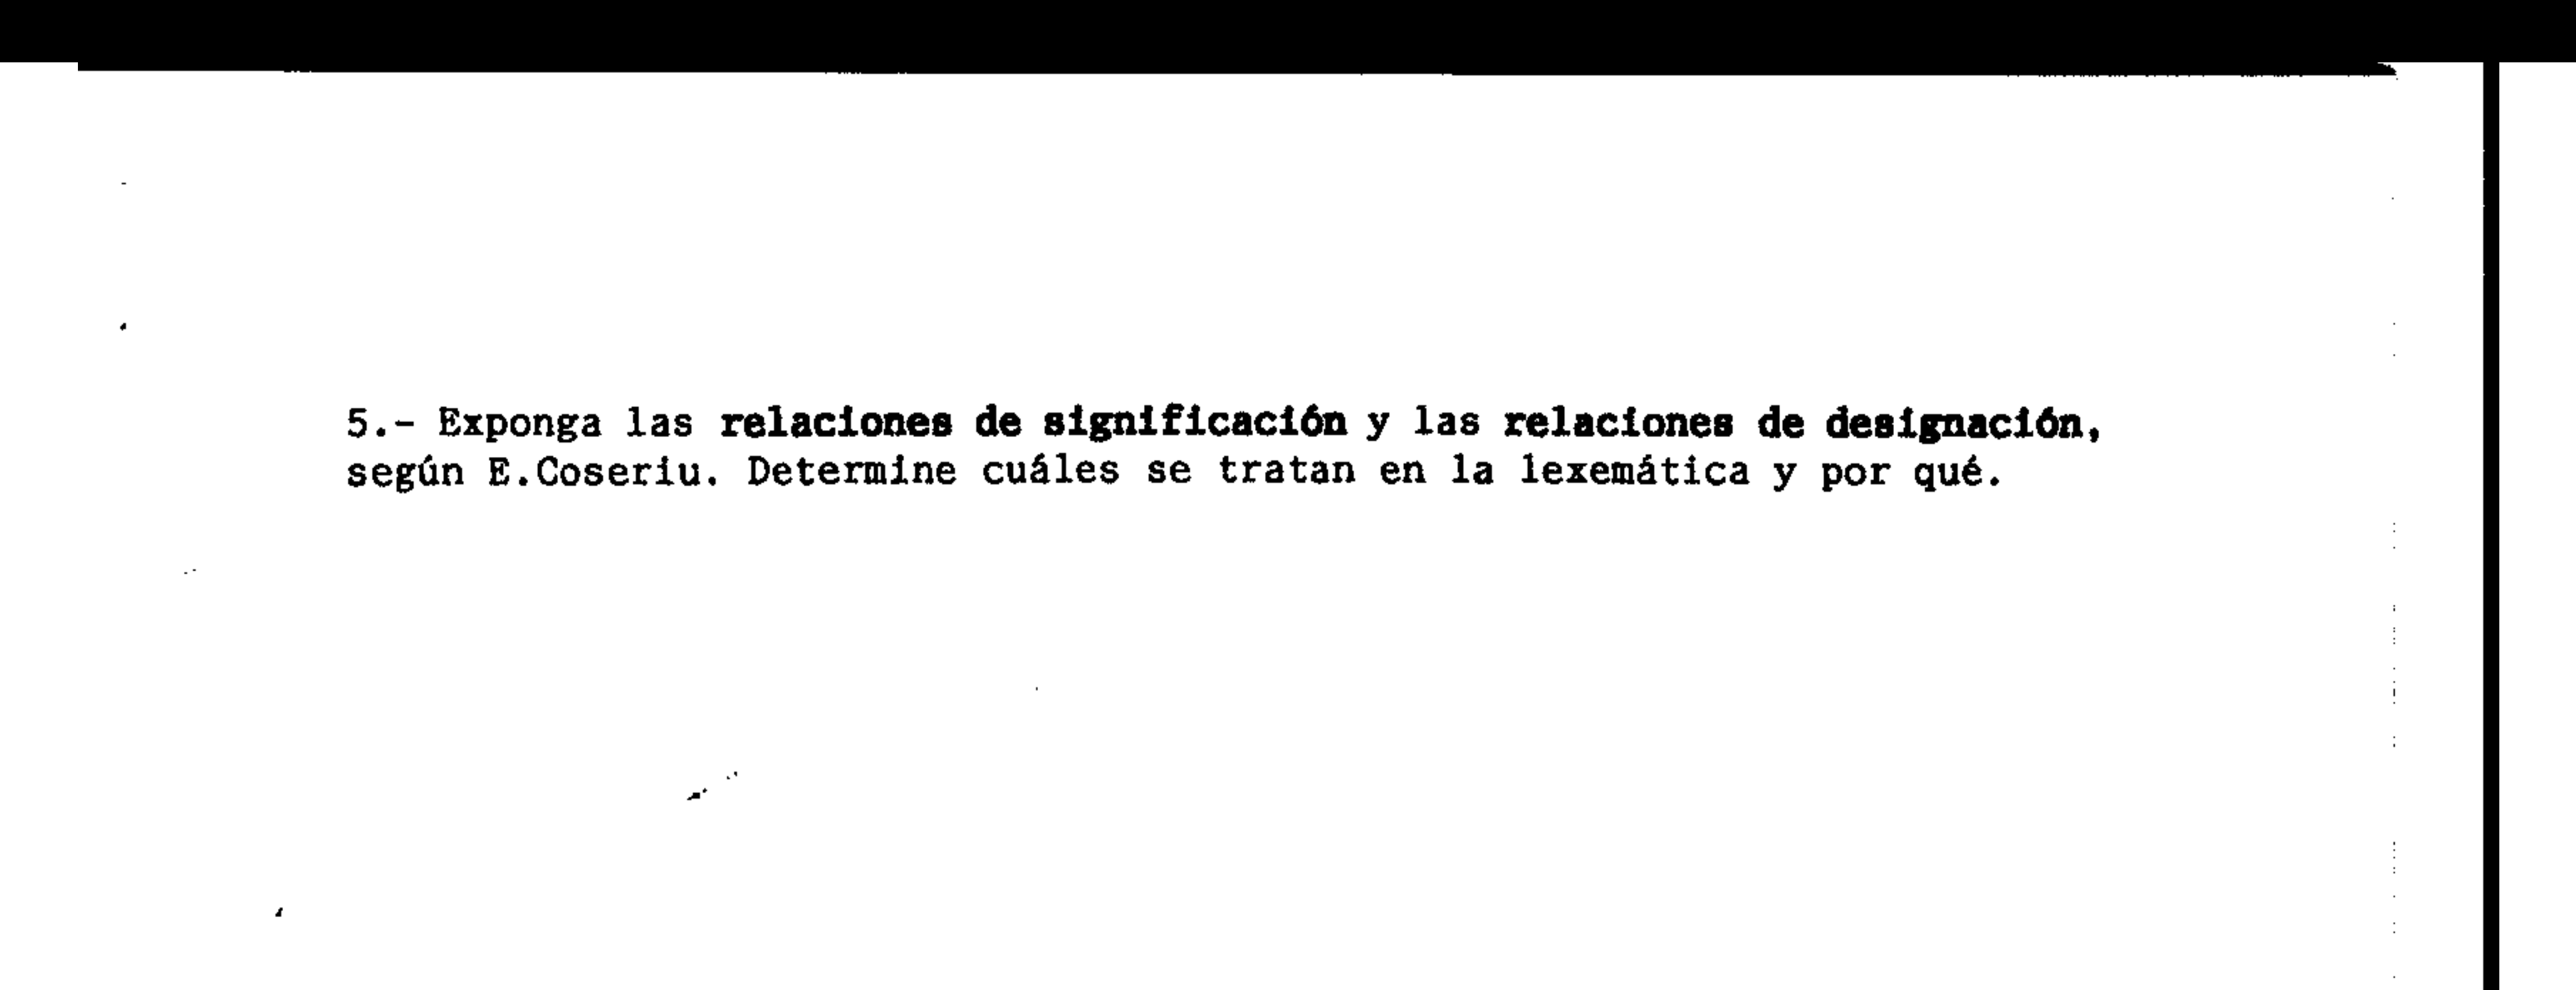 5.- Exponga las relaciones de significación y las relaciones de designación,
según E.Coseriu. Determine cuáles se tratan en la lexemática y por qué.